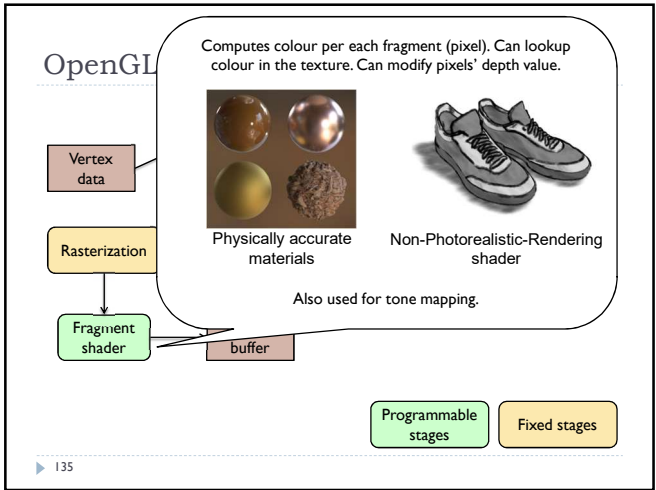 OpenGL
Computes colour per each fragment (pixel). Can lookup
colour in the texture. Can modify pixels' depth value.
Vertex
data
Physically accurate
materials
Non-Photorealistic-Rendering
shader
Rasterization
Also used for tone mapping.
Fragment
shader
buffer
Programmable
stages
Fixed stages
135